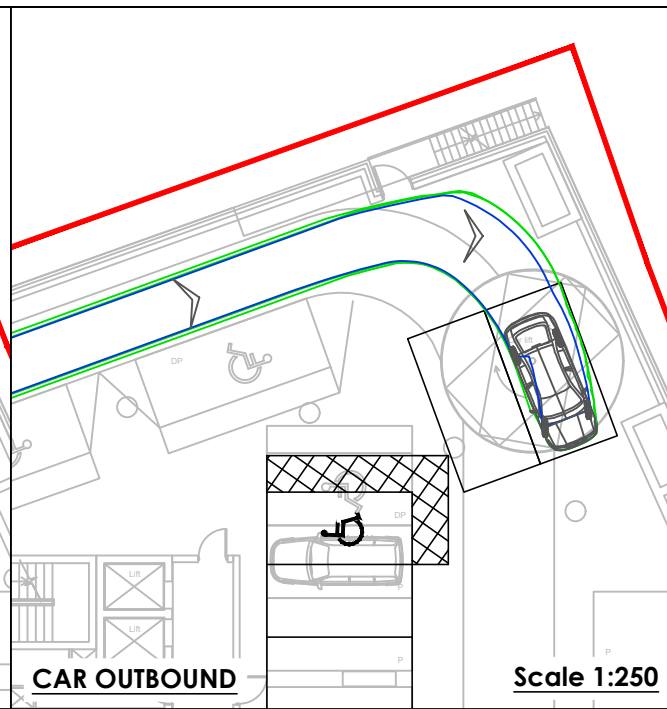 DP
lift
DP
P
Lift
Lift
P
P
CAR OUTBOUND
Scale 1:250